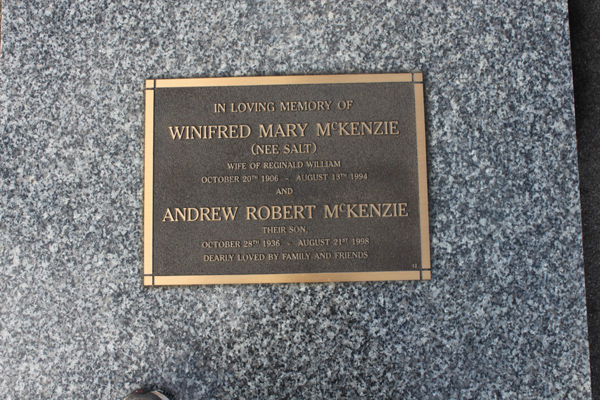 IN LOVING MEMORY OF
WINIFRED MARY McKENZIE
(NEE SALT)
WIFE OF REGINALD WILLIAM
OCTOBER 20TH 1906 - AUGUST 13TH 1994
AND
ANDREW ROBERT McKENZIE
THEIR SON,
OCTOBER 28TH 1936 - AUGUST 21ST 1998
DEARLY LOVED BY FAMILY AND FRIENDS